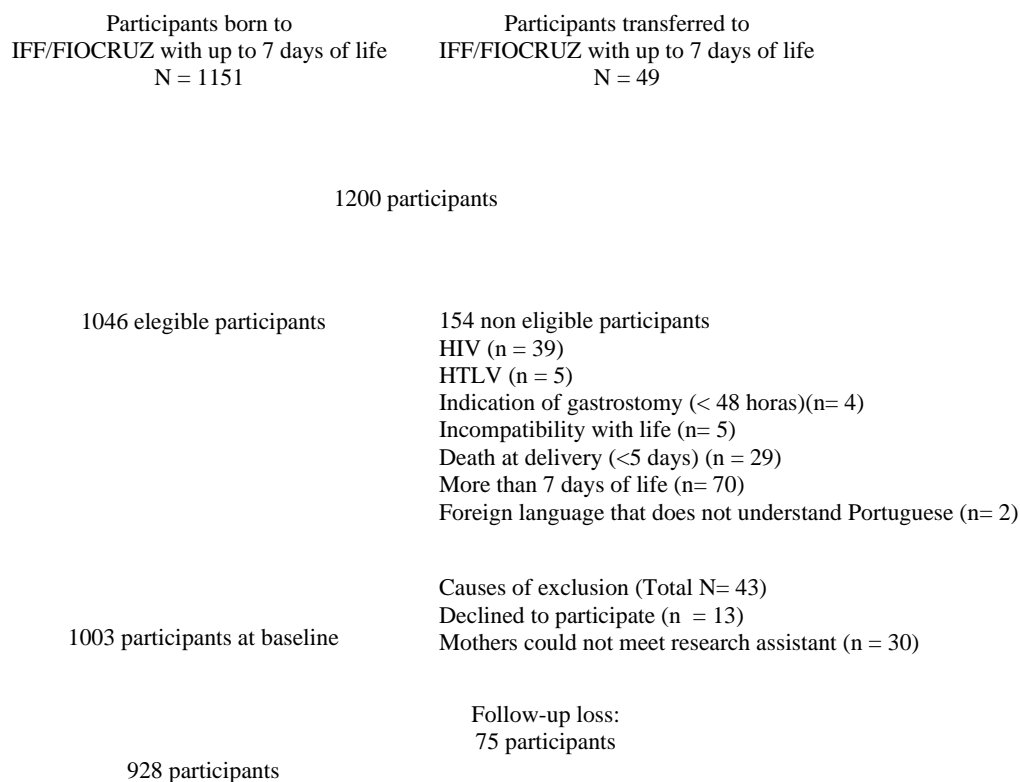 Participants born to
IFF/FIOCRUZ with up to 7 days of life
N = 1151
Participants transferred to
IFF/FIOCRUZ with up to 7 days of life
N = 49
1200 participants
1046 elegible participants
154 non eligible participants
HIV (n = 39)
HTLV (n = 5)
Indication of gastrostomy (< 48 horas)(n= 4)
Incompatibility with life (n= 5)
Death at delivery (<5 days) (n = 29)
More than 7 days of life (n= 70)
Foreign language that does not understand Portuguese (n= 2)
Causes of exclusion (Total N= 43)
Declined to participate (n  = 13)
Mothers could not meet research assistant (n = 30)
1003 participants at baseline
Follow-up loss:
75 participants
928 participants